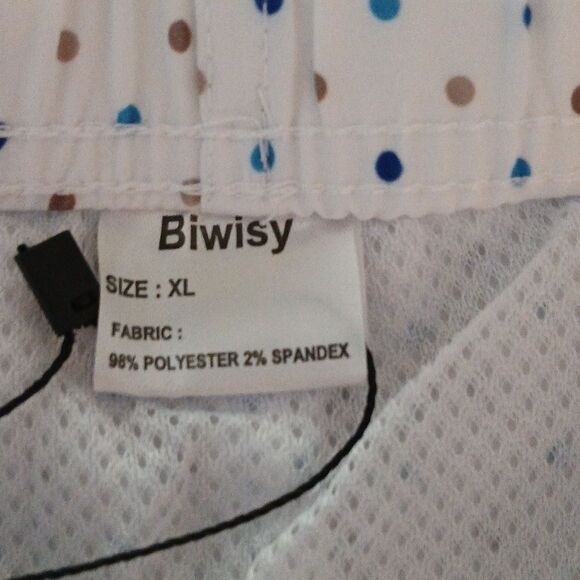 Biwisy
SIZE : XL
FABRIC :
98% POLYESTER 2% SPANDEX